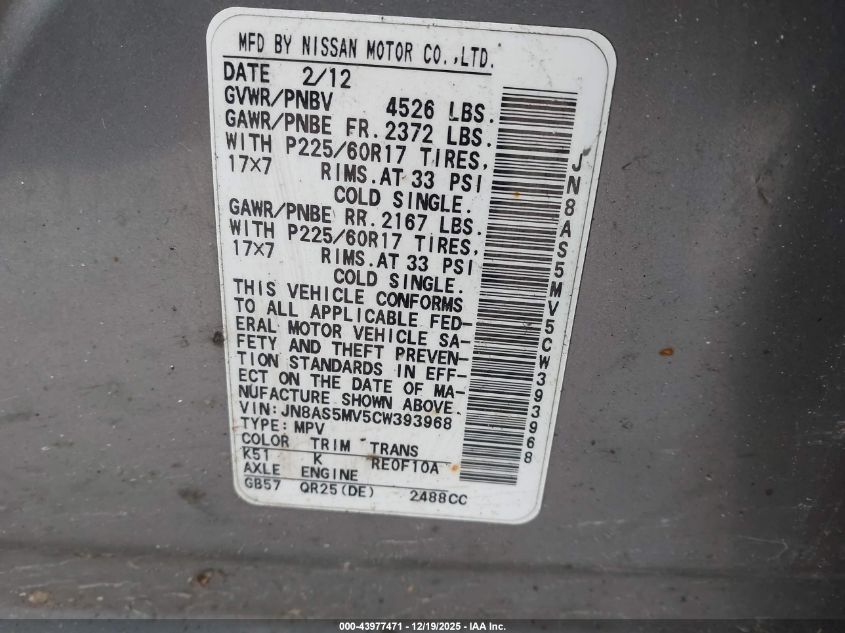 MFD BY NISSAN MOTOR CO.,LTD.
DATE 2/12
GVWR/PNBV 4526 LBS.
GAWR/PNBE FR. 2372 LBS.
WITH P225/60R17 TIRES,
17X7 RIMS. AT 33 PSI
COLD SINGLE.
GAWR/PNBE RR. 2167 LBS.
WITH P225/60R17 TIRES,
17X7 RIMS. AT 33 PSI
COLD SINGLE.
THIS VEHICLE CONFORMS
TO ALL APPLICABLE FED-
ERAL MOTOR VEHICLE SA-
FETY AND THEFT PREVEN-
TION STANDARDS IN EFF-
ECT ON THE DATE OF MA-
NUFACTURE SHOWN ABOVE.
VIN: JN8AS5MV5CW393968
TYPE: MPV
COLOR TRIM TRANS
K51 K RE0F10A
AXLE ENGINE
GB57 QR25(DE) 2488CC
JN8AS5MV5CW393968
000-43977471 - 12/19/2025 - IAA Inc.